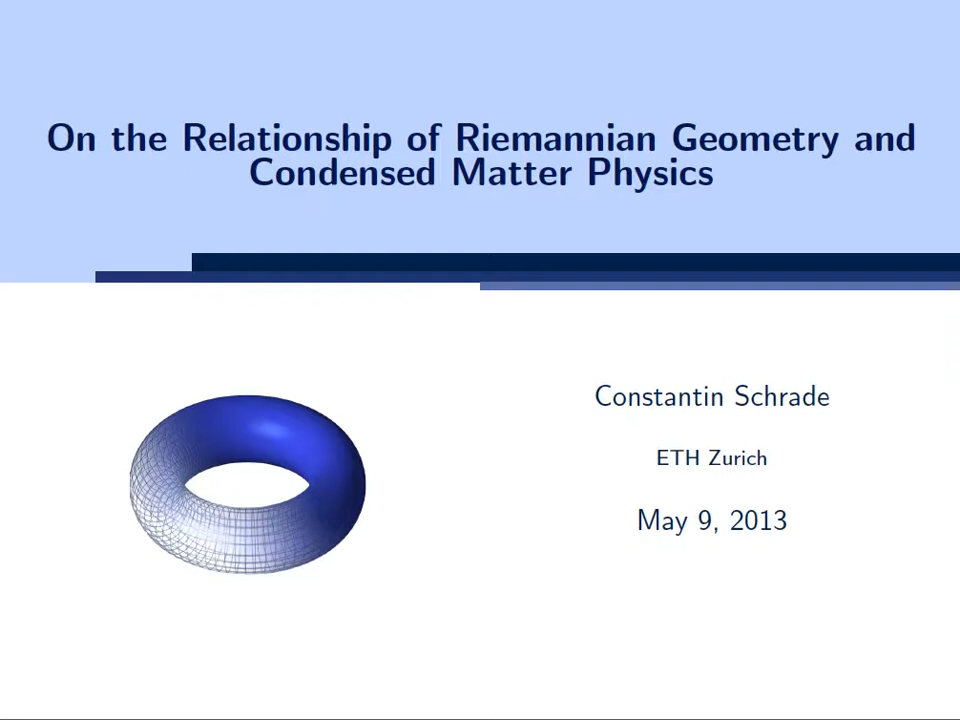 On the Relationship of Riemannian Geometry and
Condensed Matter Physics
Constantin Schrade
ETH Zurich
May 9, 2013